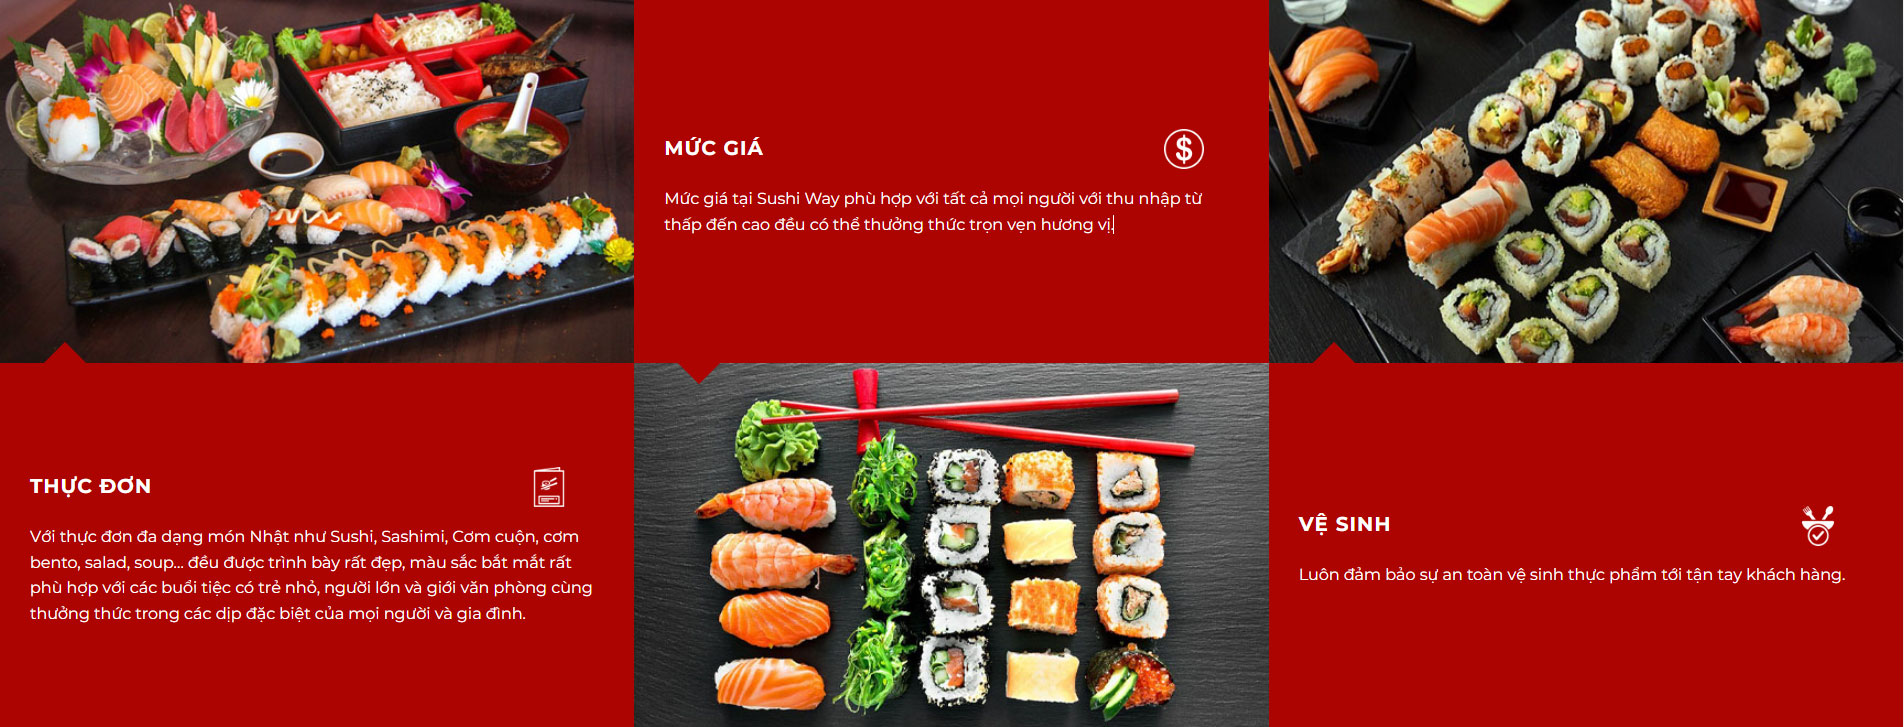 MỨC GIÁ
Mức giá tại Sushi Way phù hợp với tất cả mọi người với thu nhập từ
thấp đến cao đều có thể thưởng thức trọn vẹn hương vị.
THỰC ĐƠN
Với thực đơn đa dạng món Nhật như Sushi, Sashimi, Cơm cuộn, cơm
bento, salad, soup... đều được trình bày rất đẹp, màu sắc bắt mắt rất
phù hợp với các buổi tiệc có trẻ nhỏ, người lớn và giới văn phòng cùng
thưởng thức trong các dịp đặc biệt của mọi người và gia đình.
VỆ SINH
Luôn đảm bảo sự an toàn vệ sinh thực phẩm tới tận tay khách hàng.